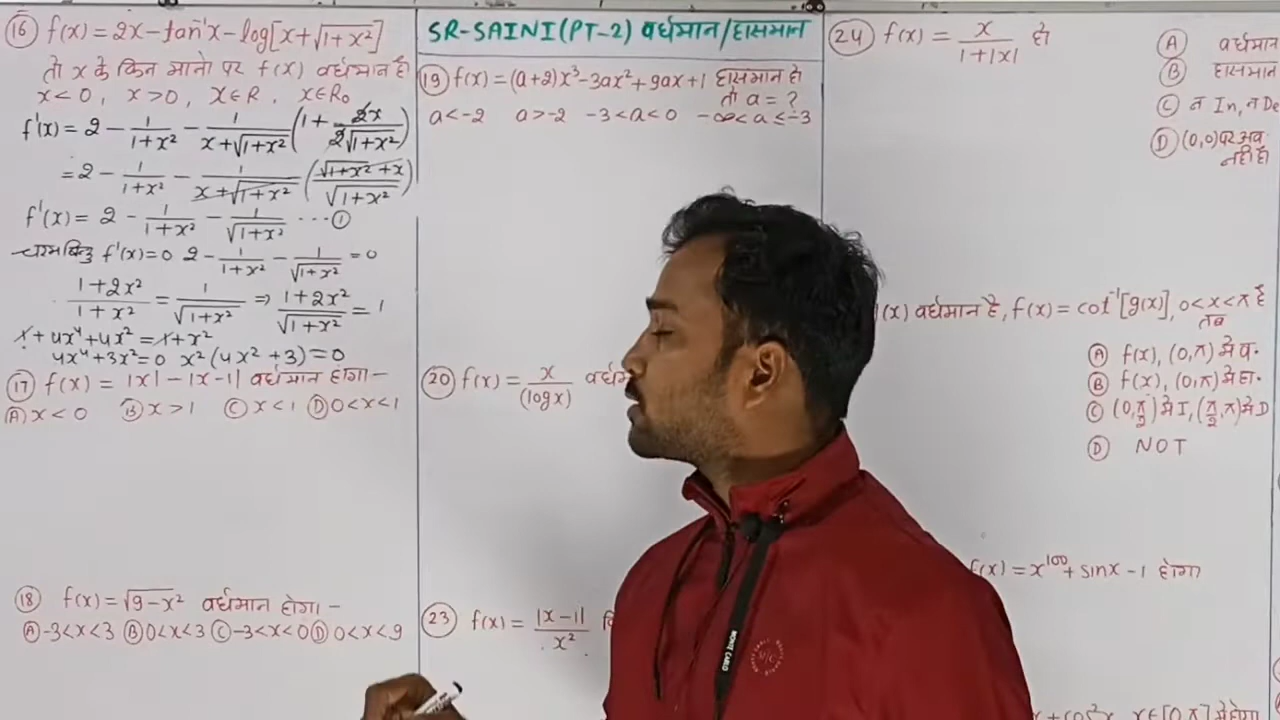 SR-SAINI(PT-2) वर्धमान/हासमान
(16) f(x) = 2x-tan⁻¹x-log[x+√1+x²]
तो x के किन मानो पर f(x) वर्धमान है
x<0, x>0, x∈R, x∈R₀
f'(x) = 2 - 1/(1+x²) - 1/(x+√1+x²) (1 + 2x/(2√1+x²))
= 2 - 1/(1+x²) - 1/(x+√1+x²) ((√1+x²+x)/√1+x²)
f'(x) = 2 - 1/(1+x²) - 1/√1+x² ---①
चरमबिन्दु f'(x)=0 2 - 1/(1+x²) - 1/√1+x² = 0
(1+2x²)/(1+x²) = 1/√1+x² ⇒ (1+2x²)/√1+x² = 1
1+4x⁴+4x² = 1+x²
4x⁴+3x²=0 x²(4x²+3)=0
(17) f(x) = |x|-|x-1| वर्धमान होगा-
(A) x<0 (B) x>1 (C) x<1 (D) 0<x<1
(18) f(x)=√9-x² वर्धमान होगा-
(A) -3<x<3 (B) 0<x<3 (C) -3<x<0 (D) 0<x<9
(19) f(x)=(a+2)x³-3ax²+9ax+1 हासमान हो
तो a = ?
a<-2 a>-2 -3<a<0 -∞<a≤-3
(20) f(x) = x/(logx)
(23) f(x) = |x-1|/x²
(24) f(x) = x/(1+|x|) हो
(A) वर्धमान
(B) हासमान
(C) न In, न De
(D) (0,0) पर अव
नही है
(x) वर्धमान है, f(x) = cot⁻¹[g(x)], 0<x<π है
तब
(A) f(x), (0,π) मे व.
(B) f(x), (0,π) मे हा.
(C) (0,π/2) मे I, (π/2,π) मे D
(D) NOT
f(x) = x¹⁰⁰+sinx-1 होगा
MONTE CARLO